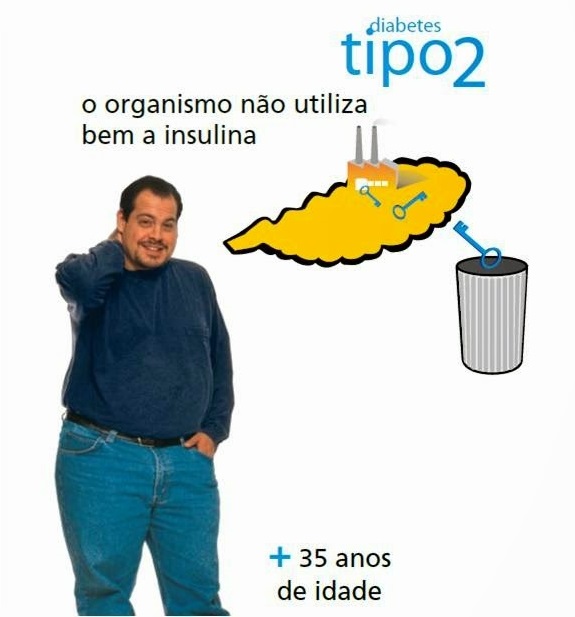 diabetes
tipo2
o organismo não utiliza
bem a insulina
+ 35 anos
de idade